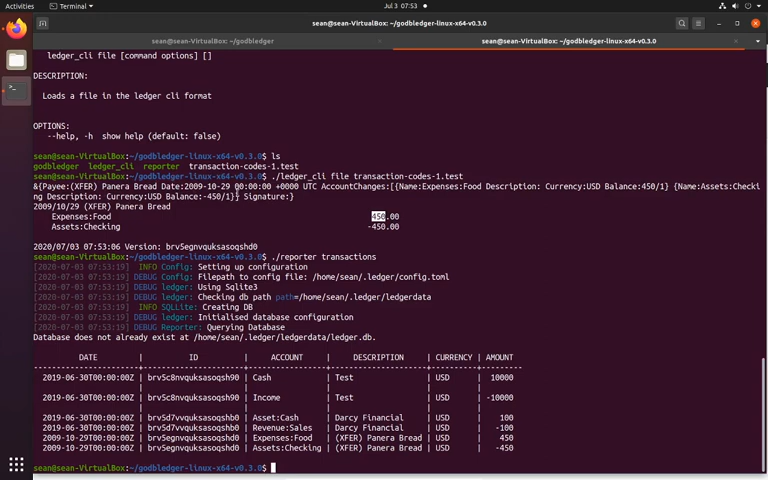 Activities Terminal Jul 3 07:53
sean@sean-VirtualBox: ~/godbledger-linux-x64-v0.3.0
sean@sean-VirtualBox: ~/godbledger
sean@sean-VirtualBox: ~/godbledger-linux-x64-v0.3.0
ledger_cli file [command options] []
DESCRIPTION:
Loads a file in the ledger cli format
OPTIONS:
--help, -h show help (default: false)
sean@sean-VirtualBox:~/godbledger-linux-x64-v0.3.0$ ls
godbledger ledger_cli reporter transaction-codes-1.test
sean@sean-VirtualBox:~/godbledger-linux-x64-v0.3.0$ ./ledger_cli file transaction-codes-1.test
&{Payee:(XFER) Panera Bread Date:2009-10-29 00:00:00 +0000 UTC AccountChanges:[{Name:Expenses:Food Description: Currency:USD Balance:450/1} {Name:Assets:Checki
ng Description: Currency:USD Balance:-450/1}] Signature:}
2009/10/29 (XFER) Panera Bread
Expenses:Food 450.00
Assets:Checking -450.00
2020/07/03 07:53:06 Version: brv5egnvquksasoqshd0
sean@sean-VirtualBox:~/godbledger-linux-x64-v0.3.0$ ./reporter transactions
[2020-07-03 07:53:19] INFO Config: Setting up configuration
[2020-07-03 07:53:19] DEBUG Config: Filepath to config file: /home/sean/.ledger/config.toml
[2020-07-03 07:53:19] DEBUG ledger: Using Sqlite3
[2020-07-03 07:53:19] DEBUG ledger: Checking db path path=/home/sean/.ledger/ledgerdata
[2020-07-03 07:53:19] INFO SQLLite: Creating DB
[2020-07-03 07:53:19] DEBUG ledger: Initialised database configuration
[2020-07-03 07:53:19] DEBUG Reporter: Querying Database
Database does not already exist at /home/sean/.ledger/ledgerdata/ledger.db.
DATE | ID | ACCOUNT | DESCRIPTION | CURRENCY | AMOUNT
2019-06-30T00:00:00Z | brv5c8nvquksasoqsh90 | Cash | Test | USD | 10000
2019-06-30T00:00:00Z | brv5c8nvquksasoqsh90 | Income | Test | USD | -10000
2019-06-30T00:00:00Z | brv5d7vvquksasoqshb0 | Asset:Cash | Darcy Financial | USD | 100
2019-06-30T00:00:00Z | brv5d7vvquksasoqshb0 | Revenue:Sales | Darcy Financial | USD | -100
2009-10-29T00:00:00Z | brv5egnvquksasoqshd0 | Expenses:Food | (XFER) Panera Bread | USD | 450
2009-10-29T00:00:00Z | brv5egnvquksasoqshd0 | Assets:Checking | (XFER) Panera Bread | USD | -450
sean@sean-VirtualBox:~/godbledger-linux-x64-v0.3.0$